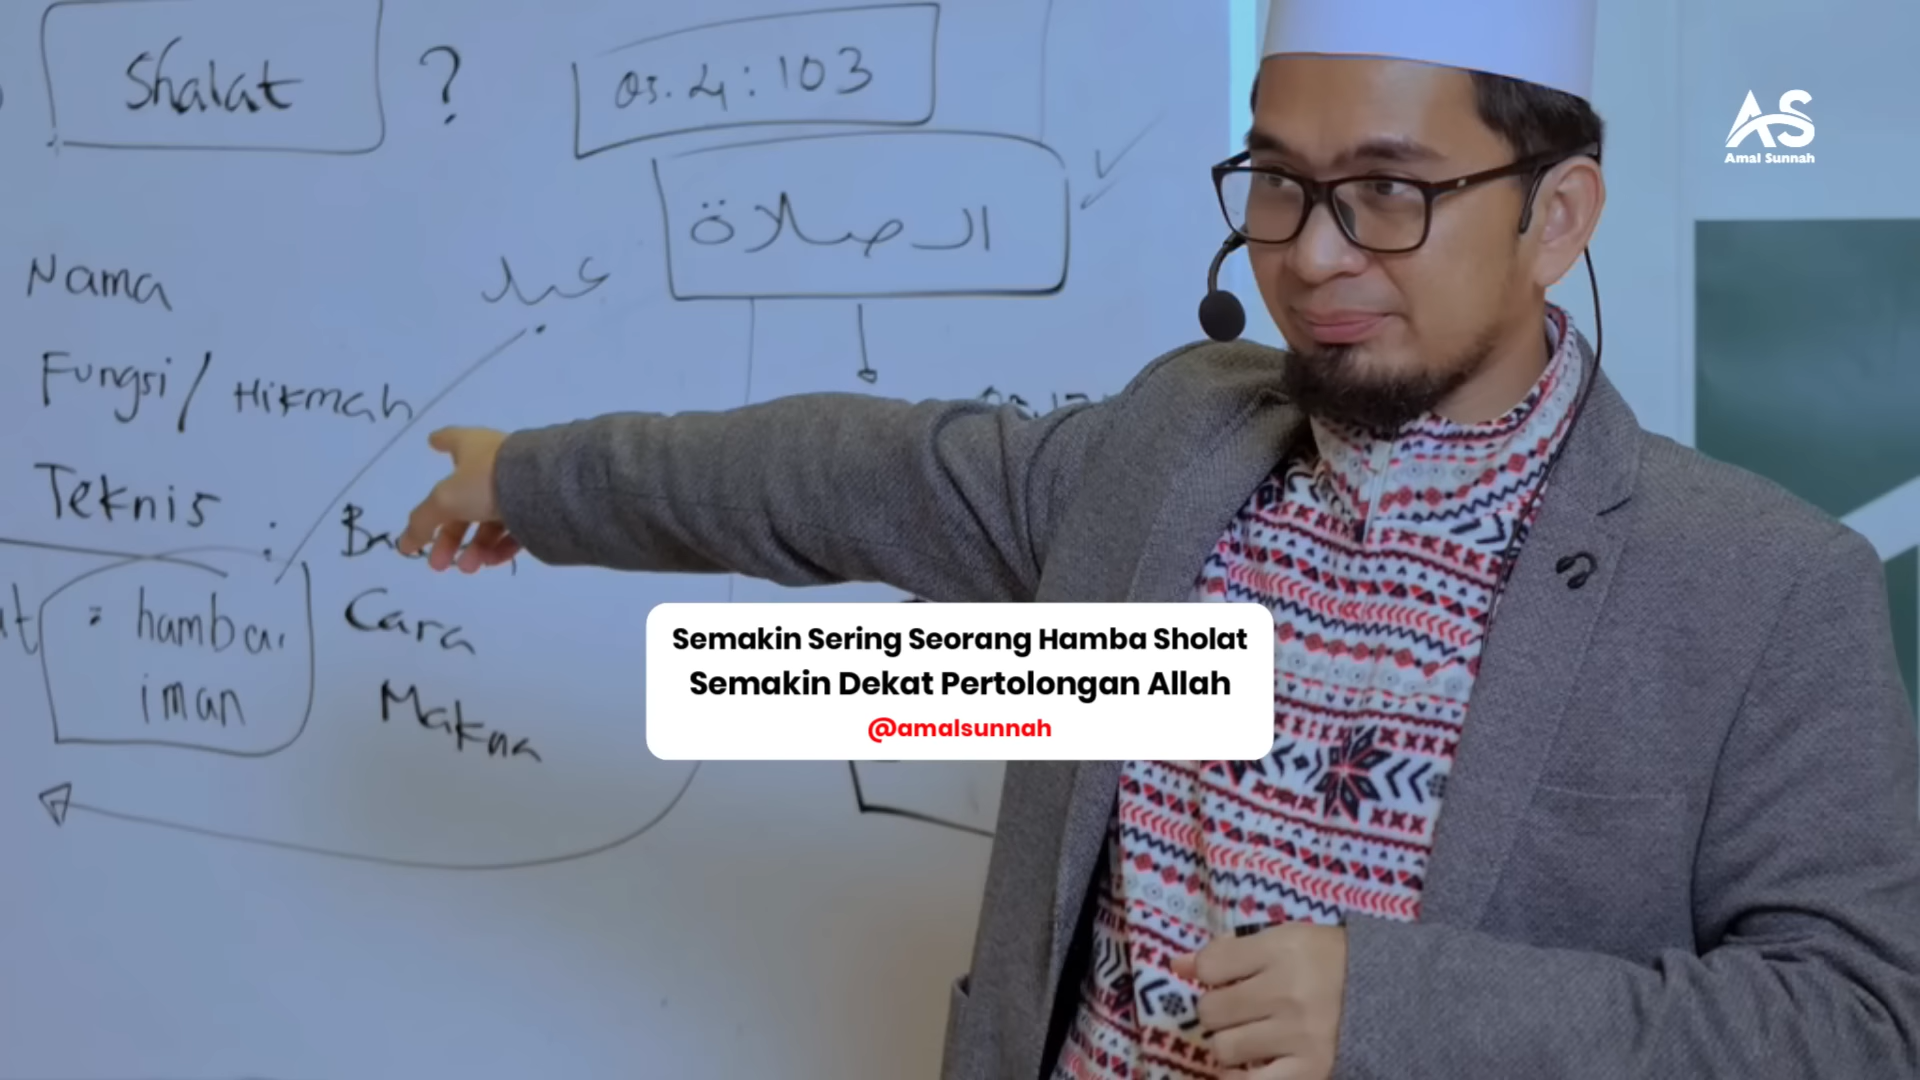 Shalat ? QS. 4 : 103
الصلاة
Nama
عبد
Fungsi / Hikmah
Teknis :
Cara
: hamba
iman
Makna
AS
Amal Sunnah
Semakin Sering Seorang Hamba Sholat
Semakin Dekat Pertolongan Allah
@amalsunnah